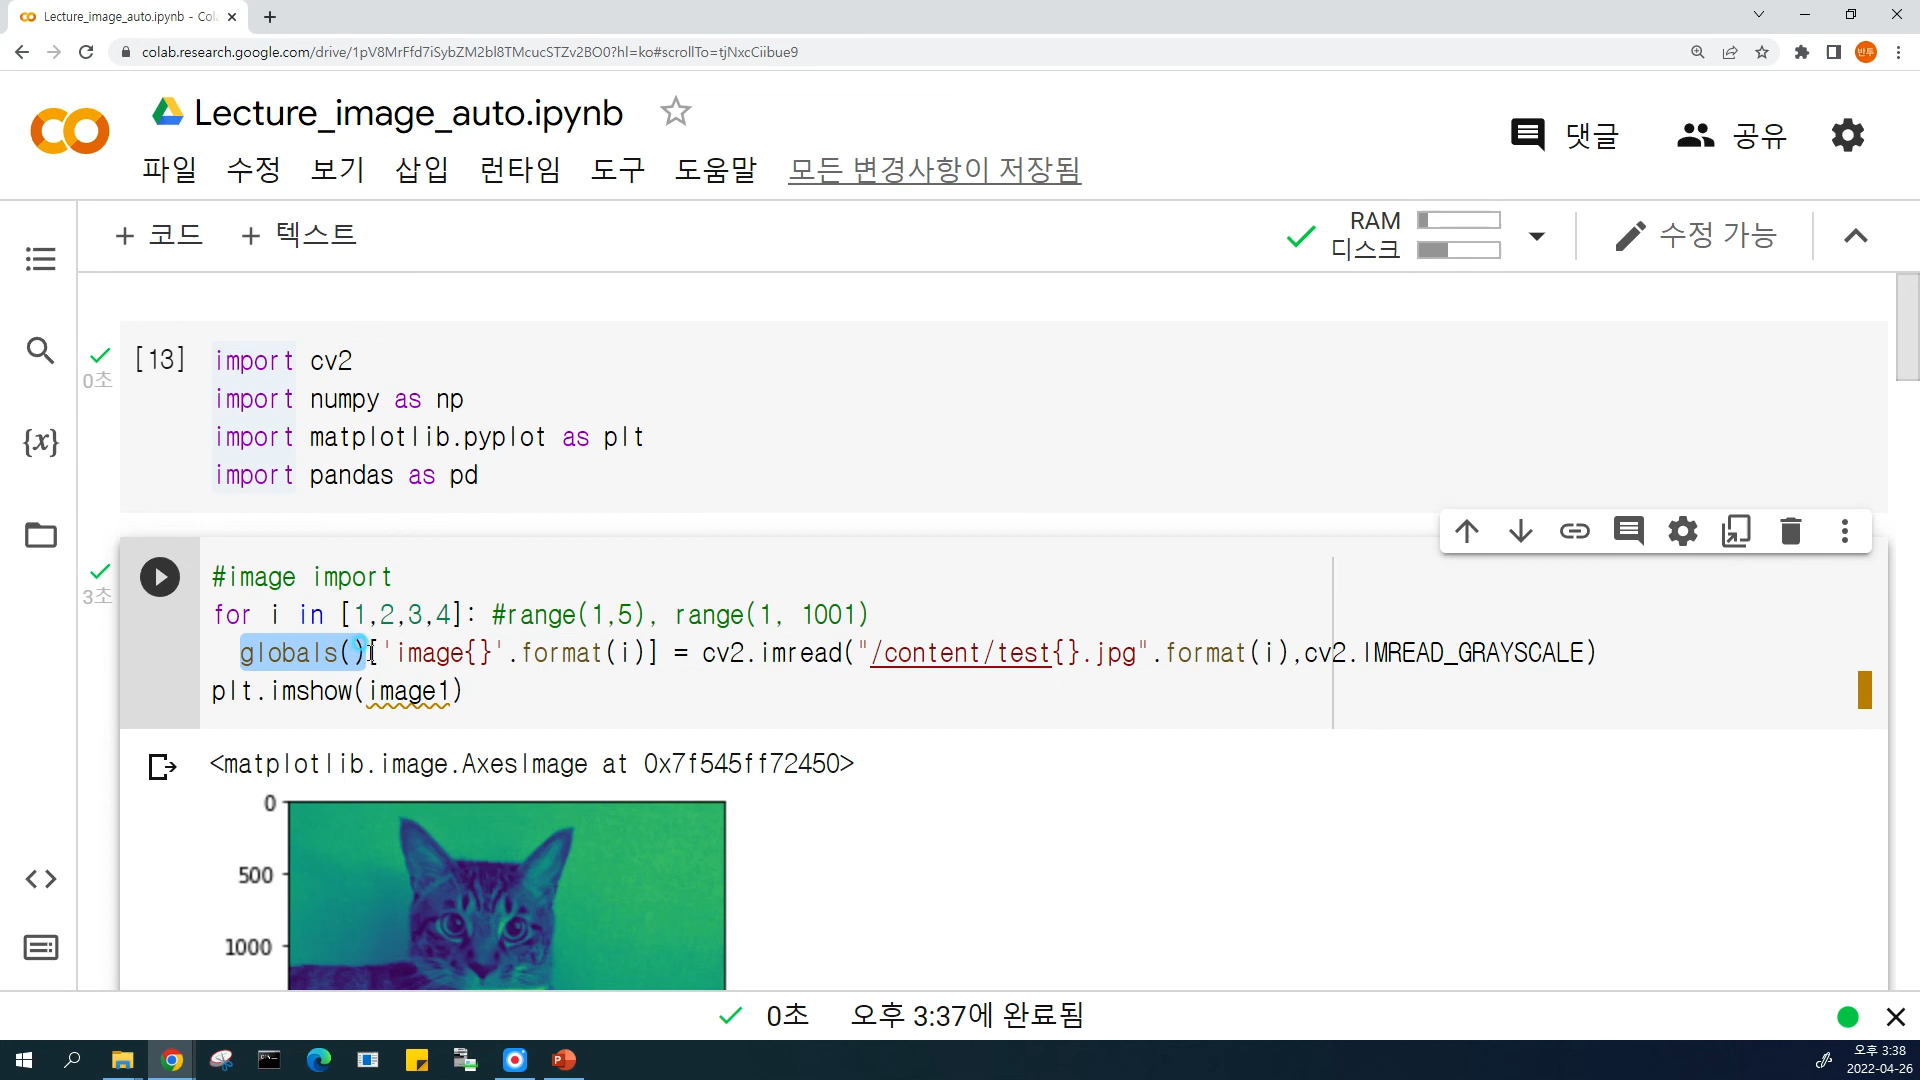 Lecture_image_auto.ipynb - Col
colab.research.google.com/drive/1pV8MrFfd7iSybZM2bl8TMcucSTZv2BO0?hl=ko#scrollTo=tjNxcCiibue9
반투
Lecture_image_auto.ipynb
댓글
공유
파일 수정 보기 삽입 런타임 도구 도움말 모든 변경사항이 저장됨
+ 코드 + 텍스트
RAM
디스크
수정 가능
[13]
0초
import cv2
import numpy as np
import matplotlib.pyplot as plt
import pandas as pd
3초
#image import
for i in [1,2,3,4]: #range(1,5), range(1, 1001)
globals()['image{}'.format(i)] = cv2.imread("/content/test{}.jpg".format(i),cv2.IMREAD_GRAYSCALE)
plt.imshow(image1)
<matplotlib.image.AxesImage at 0x7f545ff72450>
0
500
1000
0초 오후 3:37에 완료됨
오후 3:38
2022-04-26